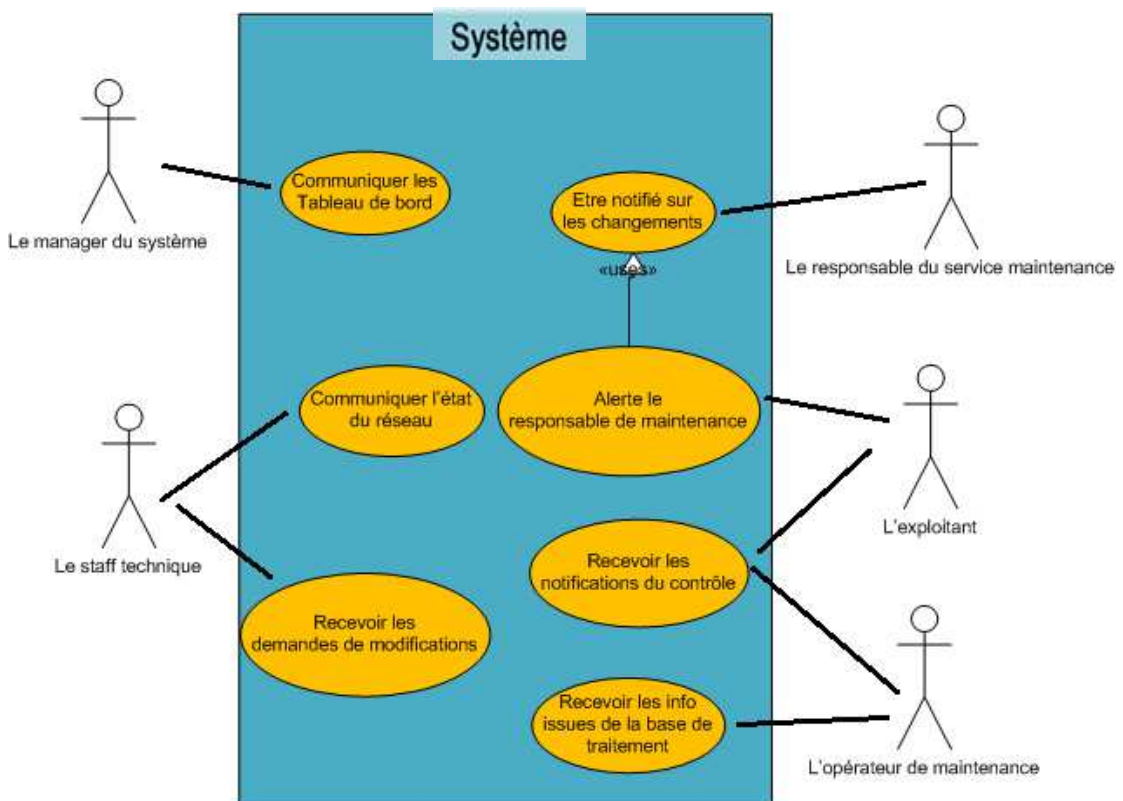 Système
Communiquer les
Tableau de bord
Le manager du système
Etre notifié sur
les changements
«uses»
Le responsable du service maintenance
Communiquer l'état
du réseau
Alerte le
responsable de maintenance
Le staff technique
L'exploitant
Recevoir les
notifications du contrôle
Recevoir les
demandes de modifications
Recevoir les info
issues de la base de
traitement
L'opérateur de maintenance